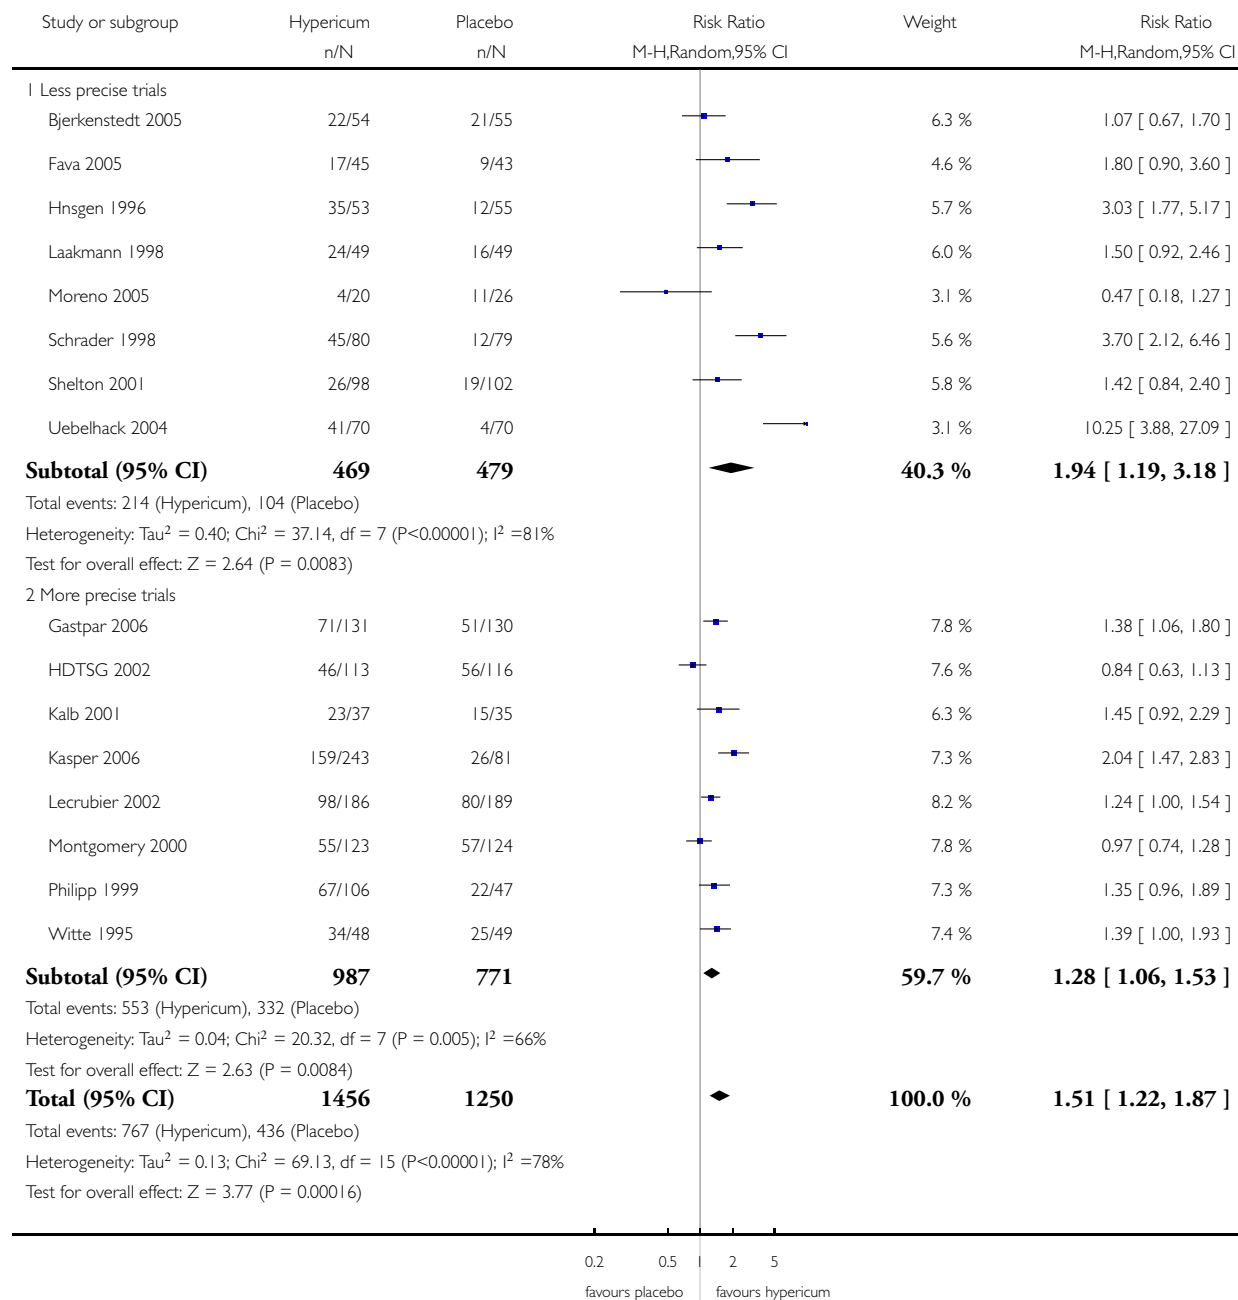 Study or subgroup Hypericum Placebo Risk Ratio Weight Risk Ratio
n/N n/N M-H,Random,95% CI M-H,Random,95% CI
1 Less precise trials
Bjerkenstedt 2005 22/54 21/55 6.3 % 1.07 [ 0.67, 1.70 ]
Fava 2005 17/45 9/43 4.6 % 1.80 [ 0.90, 3.60 ]
Hnsgen 1996 35/53 12/55 5.7 % 3.03 [ 1.77, 5.17 ]
Laakmann 1998 24/49 16/49 6.0 % 1.50 [ 0.92, 2.46 ]
Moreno 2005 4/20 11/26 3.1 % 0.47 [ 0.18, 1.27 ]
Schrader 1998 45/80 12/79 5.6 % 3.70 [ 2.12, 6.46 ]
Shelton 2001 26/98 19/102 5.8 % 1.42 [ 0.84, 2.40 ]
Uebelhack 2004 41/70 4/70 3.1 % 10.25 [ 3.88, 27.09 ]
Subtotal (95% CI) 469 479 40.3 % 1.94 [ 1.19, 3.18 ]
Total events: 214 (Hypericum), 104 (Placebo)
Heterogeneity: Tau² = 0.40; Chi² = 37.14, df = 7 (P<0.00001); I² =81%
Test for overall effect: Z = 2.64 (P = 0.0083)
2 More precise trials
Gastpar 2006 71/131 51/130 7.8 % 1.38 [ 1.06, 1.80 ]
HDTSG 2002 46/113 56/116 7.6 % 0.84 [ 0.63, 1.13 ]
Kalb 2001 23/37 15/35 6.3 % 1.45 [ 0.92, 2.29 ]
Kasper 2006 159/243 26/81 7.3 % 2.04 [ 1.47, 2.83 ]
Lecrubier 2002 98/186 80/189 8.2 % 1.24 [ 1.00, 1.54 ]
Montgomery 2000 55/123 57/124 7.8 % 0.97 [ 0.74, 1.28 ]
Philipp 1999 67/106 22/47 7.3 % 1.35 [ 0.96, 1.89 ]
Witte 1995 34/48 25/49 7.4 % 1.39 [ 1.00, 1.93 ]
Subtotal (95% CI) 987 771 59.7 % 1.28 [ 1.06, 1.53 ]
Total events: 553 (Hypericum), 332 (Placebo)
Heterogeneity: Tau² = 0.04; Chi² = 20.32, df = 7 (P = 0.005); I² =66%
Test for overall effect: Z = 2.63 (P = 0.0084)
Total (95% CI) 1456 1250 100.0 % 1.51 [ 1.22, 1.87 ]
Total events: 767 (Hypericum), 436 (Placebo)
Heterogeneity: Tau² = 0.13; Chi² = 69.13, df = 15 (P<0.00001); I² =78%
Test for overall effect: Z = 3.77 (P = 0.00016)
0.2 0.5 1 2 5
favours placebo favours hypericum